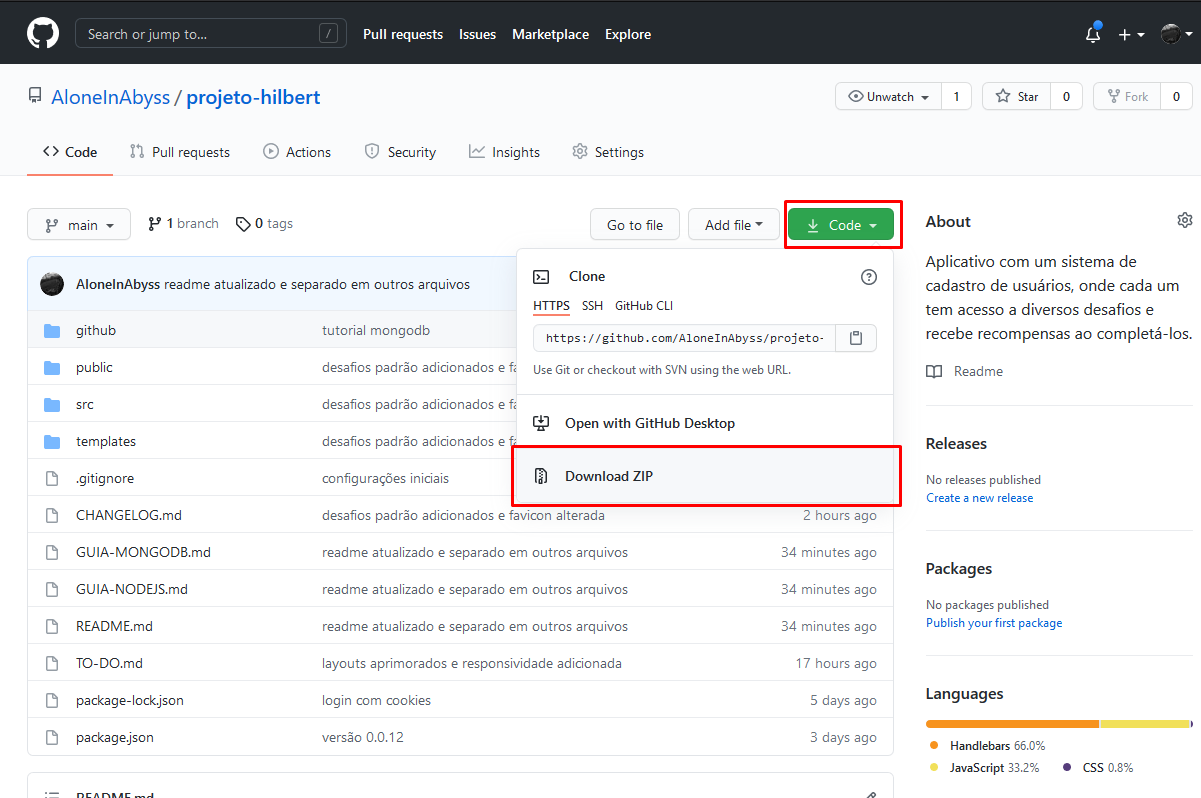 Search or jump to... /
Pull requests Issues Marketplace Explore
AloneInAbyss / projeto-hilbert
Unwatch 1 Star 0 Fork 0
Code Pull requests Actions Security Insights Settings
main 1 branch 0 tags
Go to file Add file Code
AloneInAbyss readme atualizado e separado em outros arquivos
github tutorial mongodb
public desafios padrão adicionados e fa
src desafios padrão adicionados e fa
templates desafios padrão adicionados e fa
.gitignore configurações iniciais
CHANGELOG.md desafios padrão adicionados e favicon alterada 2 hours ago
GUIA-MONGODB.md readme atualizado e separado em outros arquivos 34 minutes ago
GUIA-NODEJS.md readme atualizado e separado em outros arquivos 34 minutes ago
README.md readme atualizado e separado em outros arquivos 34 minutes ago
TO-DO.md layouts aprimorados e responsividade adicionada 17 hours ago
package-lock.json login com cookies 5 days ago
package.json versão 0.0.12 3 days ago
README.md
Clone
HTTPS SSH GitHub CLI
https://github.com/AloneInAbyss/projeto-
Use Git or checkout with SVN using the web URL.
Open with GitHub Desktop
Download ZIP
About
Aplicativo com um sistema de
cadastro de usuários, onde cada um
tem acesso a diversos desafios e
recebe recompensas ao completá-los.
Readme
Releases
No releases published
Create a new release
Packages
No packages published
Publish your first package
Languages
Handlebars 66.0%
JavaScript 33.2% CSS 0.8%